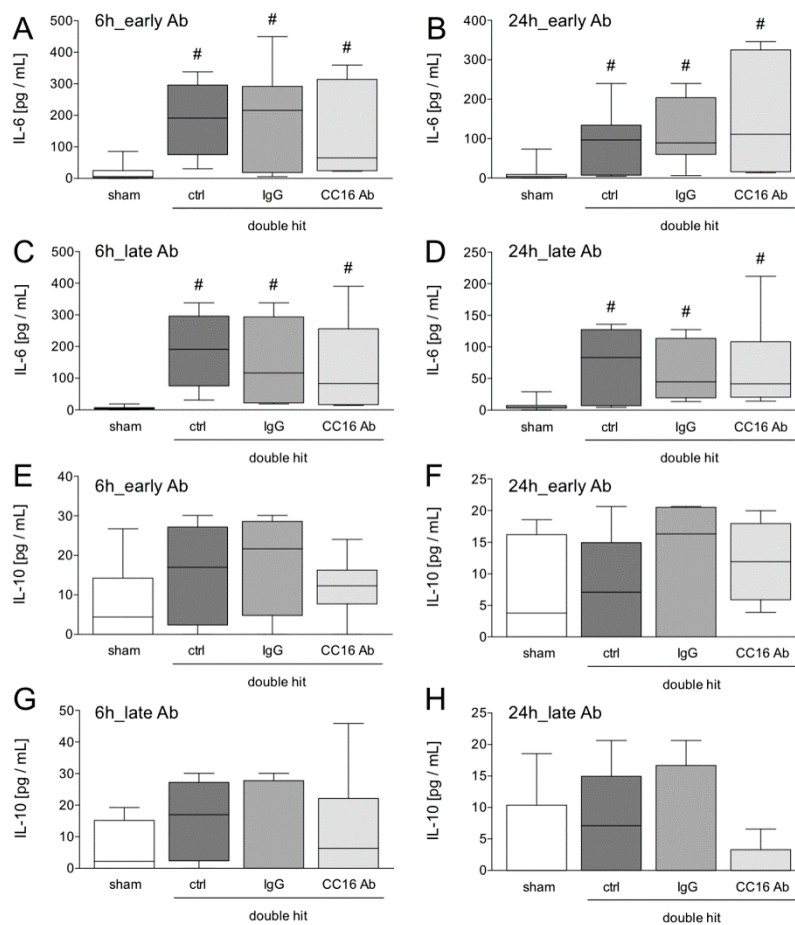 A 6h_early Ab
IL-6 [pg / mL]
500
400
300
200
100
0
# # #
sham ctrl IgG CC16 Ab
double hit
B 24h_early Ab
IL-6 [pg / mL]
400
300
200
100
0
# # #
sham ctrl IgG CC16 Ab
double hit
C 6h_late Ab
IL-6 [pg / mL]
500
400
300
200
100
0
# # #
sham ctrl IgG CC16 Ab
double hit
D 24h_late Ab
IL-6 [pg / mL]
250
200
150
100
50
0
# # #
sham ctrl IgG CC16 Ab
double hit
E 6h_early Ab
IL-10 [pg / mL]
40
30
20
10
0
sham ctrl IgG CC16 Ab
double hit
F 24h_early Ab
IL-10 [pg / mL]
25
20
15
10
5
0
sham ctrl IgG CC16 Ab
double hit
G 6h_late Ab
IL-10 [pg / mL]
50
40
30
20
10
0
sham ctrl IgG CC16 Ab
double hit
H 24h_late Ab
IL-10 [pg / mL]
25
20
15
10
5
0
sham ctrl IgG CC16 Ab
double hit